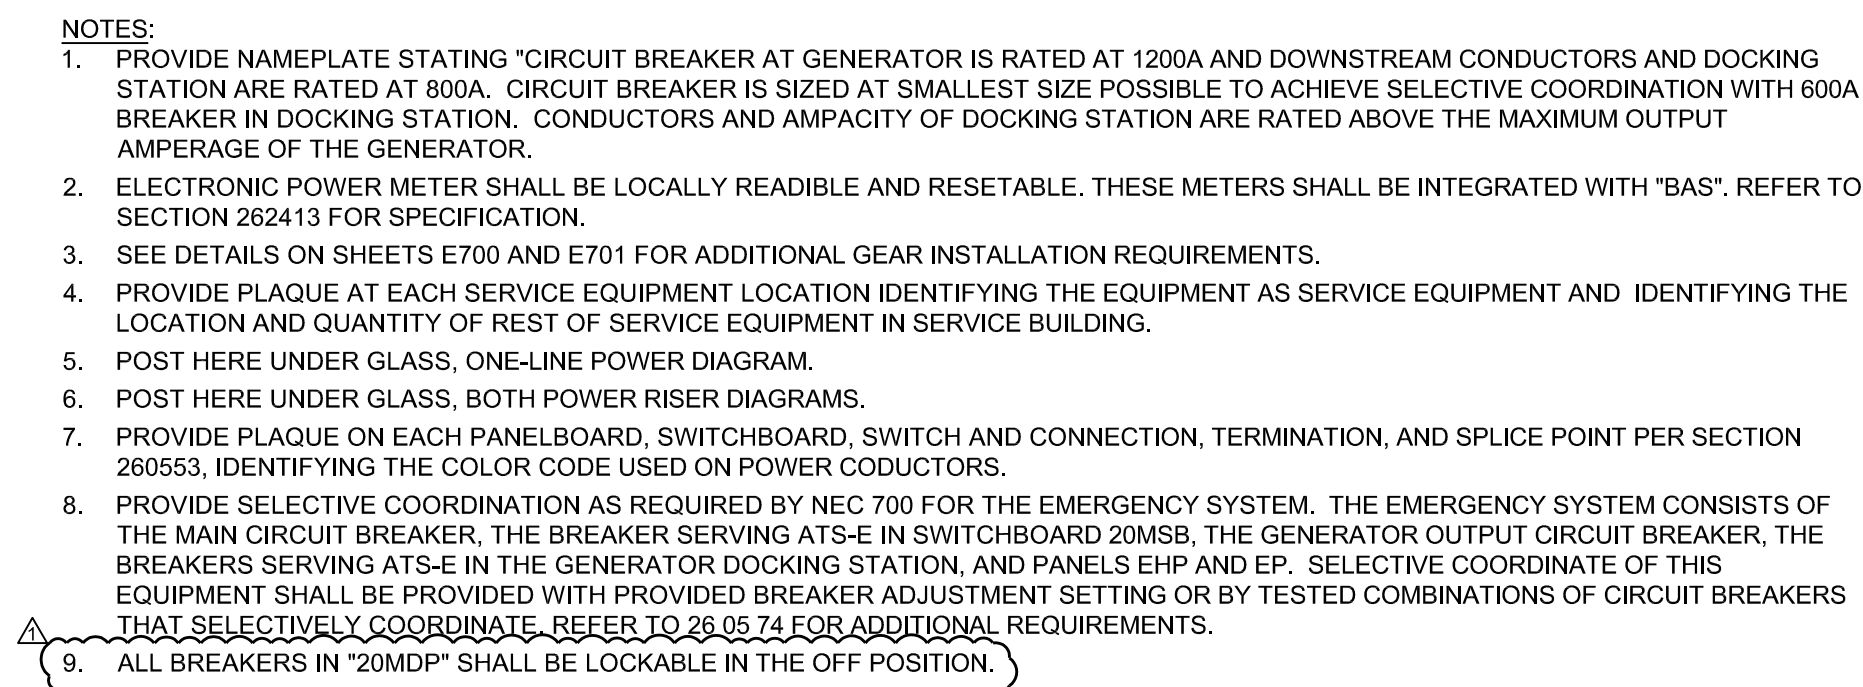 NOTES:
1. PROVIDE NAMEPLATE STATING "CIRCUIT BREAKER AT GENERATOR IS RATED AT 1200A AND DOWNSTREAM CONDUCTORS AND DOCKING
STATION ARE RATED AT 800A. CIRCUIT BREAKER IS SIZED AT SMALLEST SIZE POSSIBLE TO ACHIEVE SELECTIVE COORDINATION WITH 600A
BREAKER IN DOCKING STATION. CONDUCTORS AND AMPACITY OF DOCKING STATION ARE RATED ABOVE THE MAXIMUM OUTPUT
AMPERAGE OF THE GENERATOR.
2. ELECTRONIC POWER METER SHALL BE LOCALLY READIBLE AND RESETABLE. THESE METERS SHALL BE INTEGRATED WITH "BAS". REFER TO
SECTION 262413 FOR SPECIFICATION.
3. SEE DETAILS ON SHEETS E700 AND E701 FOR ADDITIONAL GEAR INSTALLATION REQUIREMENTS.
4. PROVIDE PLAQUE AT EACH SERVICE EQUIPMENT LOCATION IDENTIFYING THE EQUIPMENT AS SERVICE EQUIPMENT AND IDENTIFYING THE
LOCATION AND QUANTITY OF REST OF SERVICE EQUIPMENT IN SERVICE BUILDING.
5. POST HERE UNDER GLASS, ONE-LINE POWER DIAGRAM.
6. POST HERE UNDER GLASS, BOTH POWER RISER DIAGRAMS.
7. PROVIDE PLAQUE ON EACH PANELBOARD, SWITCHBOARD, SWITCH AND CONNECTION, TERMINATION, AND SPLICE POINT PER SECTION
260553, IDENTIFYING THE COLOR CODE USED ON POWER CODUCTORS.
8. PROVIDE SELECTIVE COORDINATION AS REQUIRED BY NEC 700 FOR THE EMERGENCY SYSTEM. THE EMERGENCY SYSTEM CONSISTS OF
THE MAIN CIRCUIT BREAKER, THE BREAKER SERVING ATS-E IN SWITCHBOARD 20MSB, THE GENERATOR OUTPUT CIRCUIT BREAKER, THE
BREAKERS SERVING ATS-E IN THE GENERATOR DOCKING STATION, AND PANELS EHP AND EP. SELECTIVE COORDINATE OF THIS
EQUIPMENT SHALL BE PROVIDED WITH PROVIDED BREAKER ADJUSTMENT SETTING OR BY TESTED COMBINATIONS OF CIRCUIT BREAKERS
THAT SELECTIVELY COORDINATE. REFER TO 26 05 74 FOR ADDITIONAL REQUIREMENTS.
1
9. ALL BREAKERS IN "20MDP" SHALL BE LOCKABLE IN THE OFF POSITION.